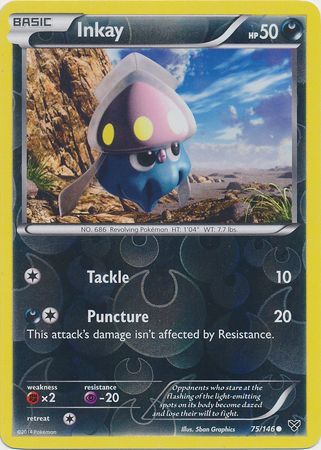 BASIC
Inkay
HP 50
NO. 686 Revolving Pokémon HT: 1'04" WT: 7.7 lbs.
Tackle 10
Puncture 20
This attack's damage isn't affected by Resistance.
weakness
×2
resistance
-20
retreat
Opponents who stare at the
flashing of the light-emitting
spots on its body become dazed
and lose their will to fight.
©2014 Pokémon
Illus. 5ban Graphics
75/146
XY